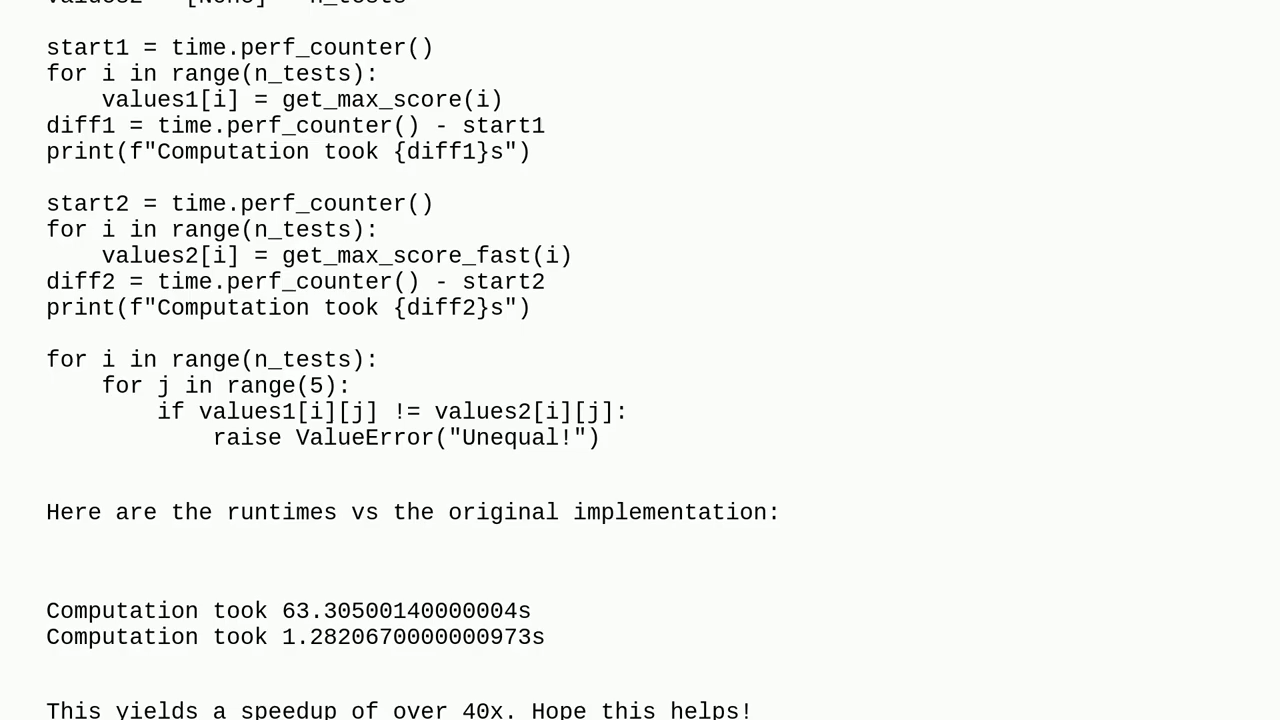 values2 = [None] * n_tests
start1 = time.perf_counter()
for i in range(n_tests):
    values1[i] = get_max_score(i)
diff1 = time.perf_counter() - start1
print(f"Computation took {diff1}s")
start2 = time.perf_counter()
for i in range(n_tests):
    values2[i] = get_max_score_fast(i)
diff2 = time.perf_counter() - start2
print(f"Computation took {diff2}s")
for i in range(n_tests):
    for j in range(5):
        if values1[i][j] != values2[i][j]:
            raise ValueError("Unequal!")
Here are the runtimes vs the original implementation:
Computation took 63.30500140000004s
Computation took 1.2820670000000973s
This yields a speedup of over 40x. Hope this helps!